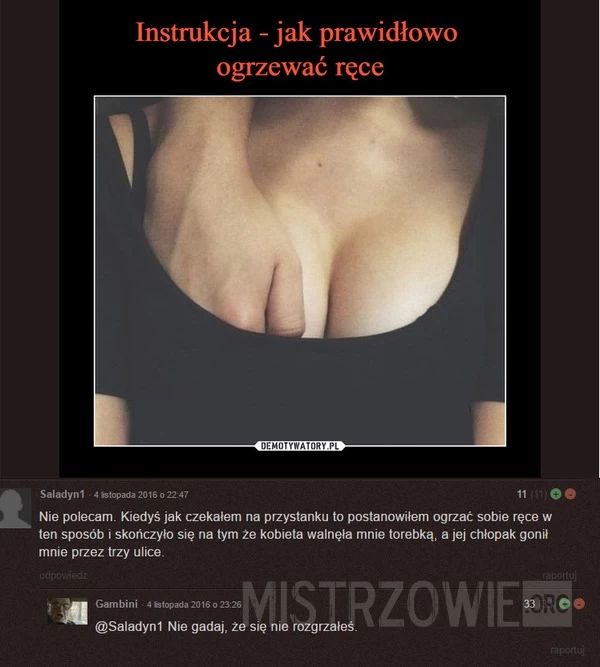 Instrukcja - jak prawidłowo
ogrzewać ręce
DEMOTYWATORY.PL
Saladyn1 - 4 listopada 2016 o 22:47
11 (11)
Nie polecam. Kiedyś jak czekałem na przystanku to postanowiłem ogrzać sobie ręce w
ten sposób i skończyło się na tym że kobieta walnęła mnie torebką, a jej chłopak gonił
mnie przez trzy ulice.
odpowiedz
raportuj
Gambini - 4 listopada 2016 o 23:26
33
MISTRZOWIE.ORG
@Saladyn1 Nie gadaj, że się nie rozgrzałeś.
raportuj